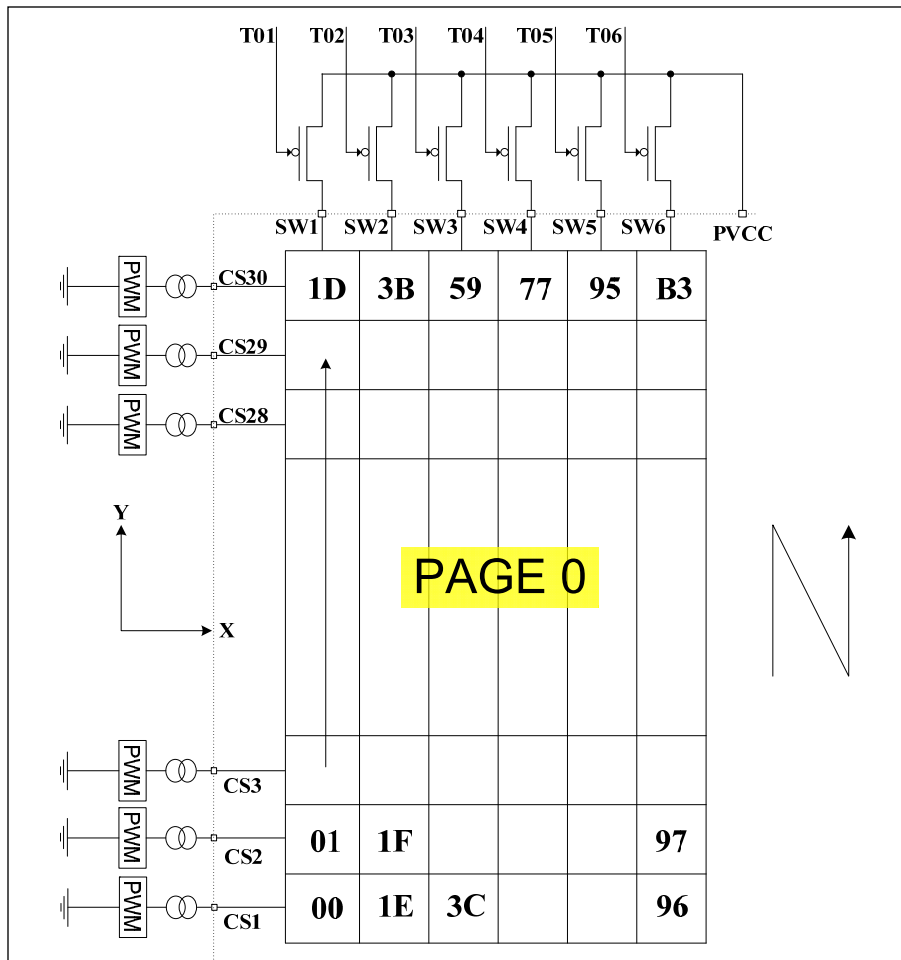 T01 T02 T03 T04 T05 T06
SW1 SW2 SW3 SW4 SW5 SW6 PVCC
PWM CS30 1D 3B 59 77 95 B3
PWM CS29
PWM CS28
Y
PAGE 0
X
PWM CS3
PWM CS2 01 1F 97
PWM CS1 00 1E 3C 96